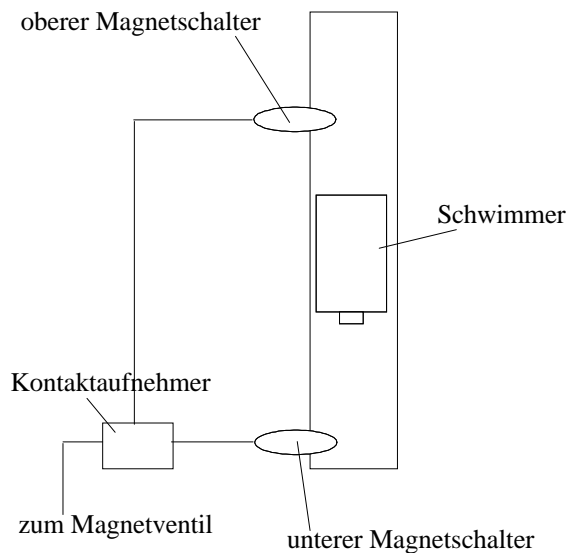 oberer Magnetschalter
Schwimmer
Kontaktaufnehmer
zum Magnetventil
unterer Magnetschalter